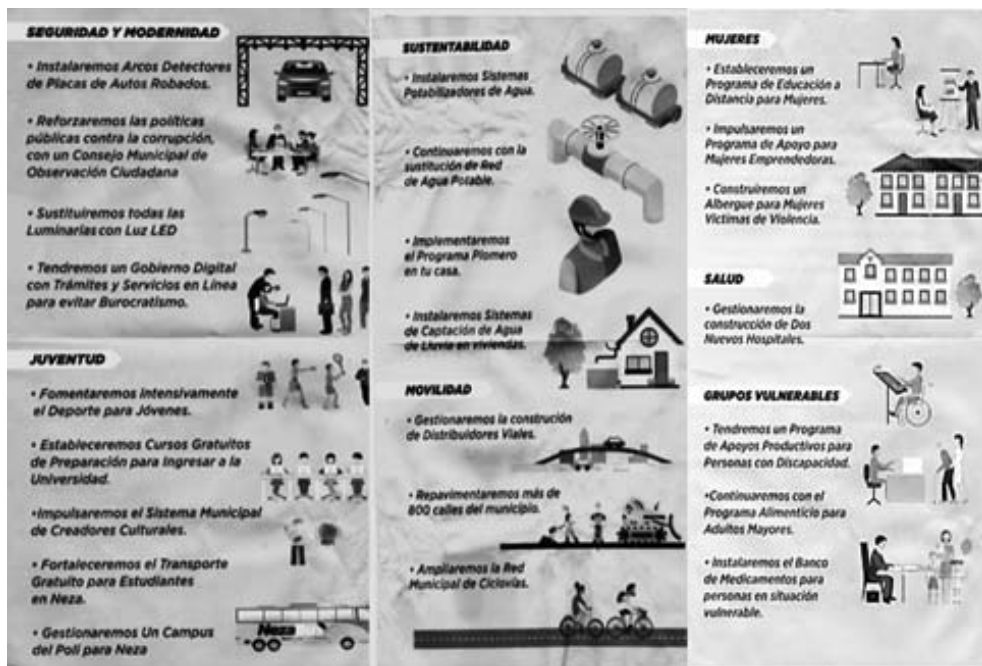 SEGURIDAD Y MODERNIDAD
• Instalaremos Arcos Detectores
de Placas de Autos Robados.
• Reforzaremos las políticas
públicas contra la corrupción,
con un Consejo Municipal de
Observación Ciudadana
• Sustituiremos todas las
Luminarias con Luz LED
• Tendremos un Gobierno Digital
con Trámites y Servicios en Línea
para evitar Burocratismo.
JUVENTUD
• Fomentaremos Intensivamente
el Deporte para Jóvenes.
• Estableceremos Cursos Gratuitos
de Preparación para Ingresar a la
Universidad.
•Impulsaremos el Sistema Municipal
de Creadores Culturales.
• Fortaleceremos el Transporte
Gratuito para Estudiantes
en Neza.
Neza
• Gestionaremos Un Campus
del Poli para Neza
SUSTENTABILIDAD
• Instalaremos Sistemas
Potabilizadores de Agua.
• Continuaremos con la
sustitución de Red
de Agua Potable.
• Implementaremos
el Programa Plomero
en tu casa.
• Instalaremos Sistemas
de Captación de Agua
de Lluvia en viviendas.
MOVILIDAD
• Gestionaremos la construción
de Distribuidores Viales.
• Repavimentaremos más de
800 calles del municipio.
• Ampliaremos la Red
Municipal de Ciclovías.
MUJERES
• Estableceremos un
Programa de Educación a
Distancia para Mujeres.
• Impulsaremos un
Programa de Apoyo para
Mujeres Emprendedoras.
• Construiremos un
Albergue para Mujeres
Víctimas de Violencia.
SALUD
• Gestionaremos la
construcción de Dos
Nuevos Hospitales.
GRUPOS VULNERABLES
• Tendremos un Programa
de Apoyos Productivos para
Personas con Discapacidad.
•Continuaremos con el
Programa Alimenticio para
Adultos Mayores.
• Instalaremos el Banco
de Medicamentos para
personas en situación
vulnerable.